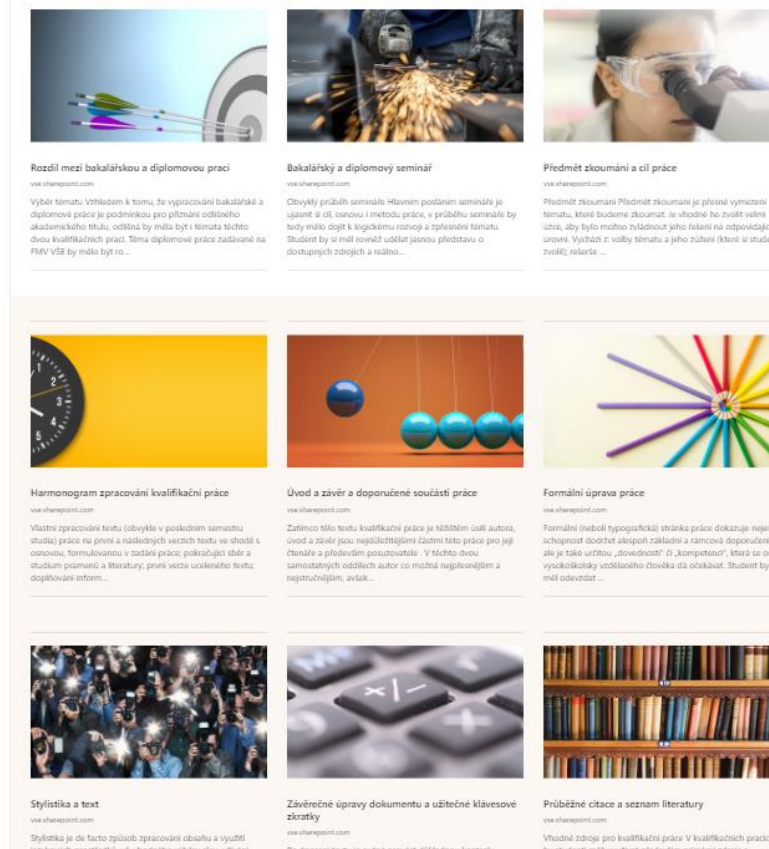 Rozdíl mezi bakalářskou a diplomovou prací
vse.sharepoint.com
Výběr tématu Vzhledem k tomu, že vypracování bakalářské a
diplomové práce je podmínkou pro přiznání odlišného
akademického titulu, odlišná by měla být i témata těchto
dvou kvalifikačních prací. Téma diplomové práce zadávané na
FMV VŠE by mělo být ro...
Bakalářský a diplomový seminář
vse.sharepoint.com
Obvyklý průběh semináře Hlavním posláním semináře je
ujasnit si cíl, osnovu i metodu práce, v průběhu semináře by
tedy mělo dojít k logickému rozvoji a zpřesnění tématu.
Student by si měl rovněž udělat jasnou představu o
dostupných zdrojích a reálno...
Předmět zkoumání a cíl práce
vse.sharepoint.com
Předmět zkoumání Předmět zkoumání je přesné vymezení
tématu, které budeme zkoumat. Je vhodné ho zvolit velmi
úzce, aby bylo možno zvládnout jeho řešení na odpovídajíc
úrovni. Vychází z: volby tématu a jeho zúžení (které si stude
zvolil); rešerše ...
Harmonogram zpracování kvalifikační práce
vse.sharepoint.com
Vlastní zpracování textu (obvykle v posledním semestru
studia) práce na první a následných verzích textu ve shodě s
osnovou, formulovanou v zadání práce; pokračující sběr a
studium pramenů a literatury; první verze uceleného textu;
doplňování inform...
Úvod a závěr a doporučené součásti práce
vse.sharepoint.com
Zatímco tělo textu kvalifikační práce je těžištěm úsilí autora,
úvod a závěr jsou nejdůležitějšími částmi této práce pro její
čtenáře a především posuzovatele . V těchto dvou
samostatných oddílech autor co možná nejpřesnějším a
nejstručnějším, avšak...
Formální úprava práce
vse.sharepoint.com
Formální (neboli typografická) stránka práce dokazuje neje
schopnost dodržet alespoň základní a rámcová doporučen
ale je také určitou „dovedností" či „kompetencí", která se o
vysokoškolsky vzdělaného člověka dá očekávat. Student by
měl odevzdat ...
Stylistika a text
vse.sharepoint.com
Stylistika je de facto způsob zpracování obsahu a využití
Závěrečné úpravy dokumentu a užitečné klávesové
zkratky
vse.sharepoint.com
Průběžné citace a seznam literatury
vse.sharepoint.com
Vhodné zdroje pro kvalifikační práce V kvalifikačních pracíc